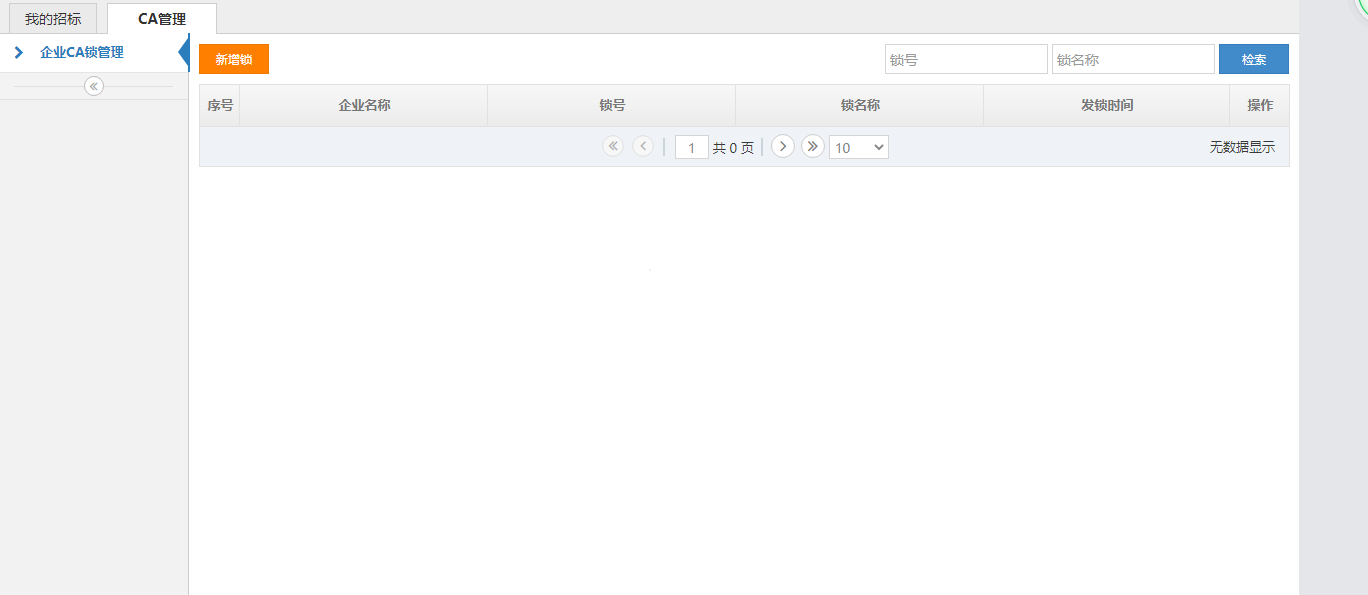 我的招标 CA管理
企业CA锁管理
新增锁 锁号 锁名称 检索
序号 企业名称 锁号 锁名称 发锁时间 操作
1 共 0 页 10 无数据显示